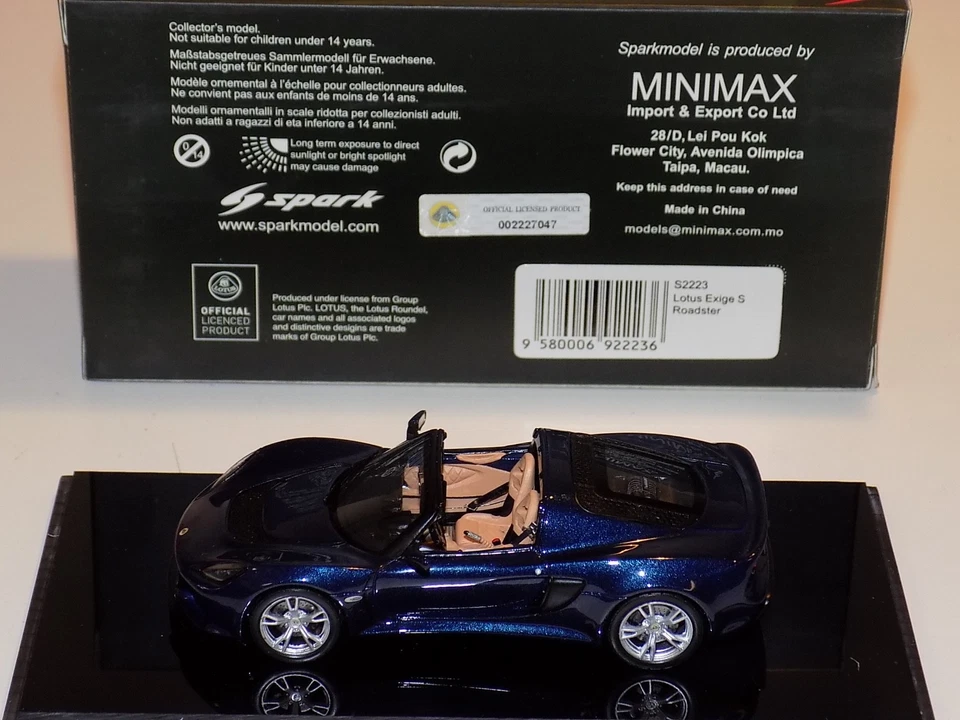 Collector's model.
Not suitable for children under 14 years.
Maßstabsgetreues Sammlermodell für Erwachsene.
Nicht geeignet für Kinder unter 14 Jahren.
Modèle ornemental à l'échelle pour collectionneurs adultes.
Ne convient pas aux enfants de moins de 14 ans.
Modelli ornamentalli in scale ridotta per collezionisti adulti.
Non adatti a ragazzi di eta inferiore a 14 anni.
0/14
Long term exposure to direct
sunlight or bright spotlight
may cause damage
spark
www.sparkmodel.com
OFFICIAL LICENSED PRODUCT
002227047
LOTUS
OFFICIAL
LICENCED
PRODUCT
Produced under license from Group
Lotus Plc. LOTUS, the Lotus Roundel,
car names and all associated logos
and distinctive designs are trade
marks of Group Lotus Plc.
Sparkmodel is produced by
MINIMAX
Import & Export Co Ltd
28/D, Lei Pou Kok
Flower City, Avenida Olimpica
Taipa, Macau.
Keep this address in case of need
Made in China
models@minimax.com.mo
S2223
Lotus Exige S
Roadster
9 580006 922236